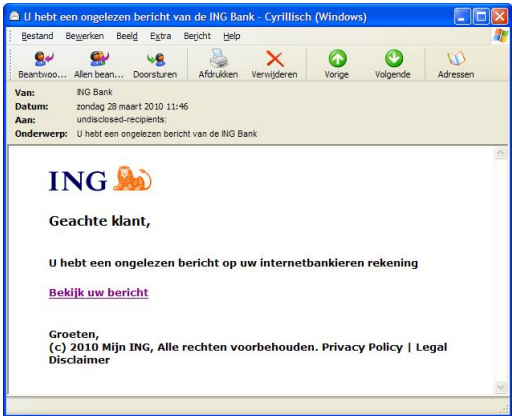 U hebt een ongelezen bericht van de ING Bank - Cyrillisch (Windows)
Bestand Bewerken Beeld Extra Bericht Help
Beantwoo... Allen bean... Doorsturen Afdrukken Verwijderen Vorige Volgende Adressen
Van: ING Bank
Datum: zondag 28 maart 2010 11:46
Aan: undisclosed-recipients:
Onderwerp: U hebt een ongelezen bericht van de ING Bank
ING
Geachte klant,
U hebt een ongelezen bericht op uw internetbankieren rekening
Bekijk uw bericht
Groeten,
(c) 2010 Mijn ING, Alle rechten voorbehouden. Privacy Policy | Legal
Disclaimer